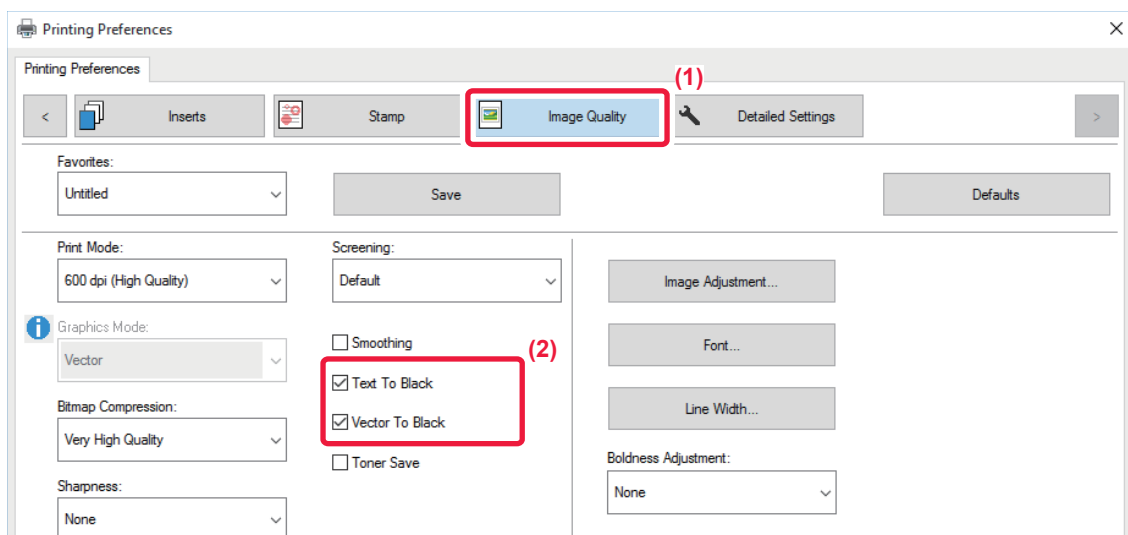 Printing Preferences
Printing Preferences
(1)
< Inserts Stamp Image Quality Detailed Settings >
Favorites:
Untitled Save Defaults
Print Mode: Screening:
600 dpi (High Quality) Default Image Adjustment...
Graphics Mode:
Vector
Smoothing
(2)
Font...
Text To Black
Bitmap Compression:
Vector To Black
Line Width...
Very High Quality
Toner Save
Boldness Adjustment:
Sharpness:
None
None